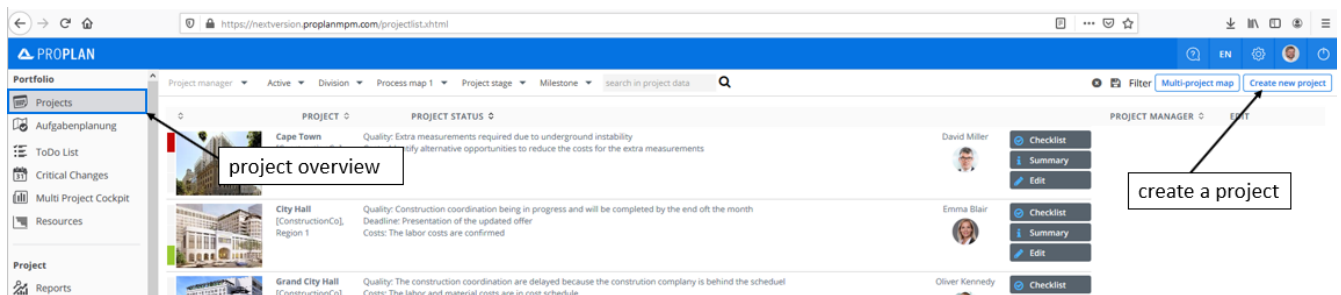 https://nextversion.proplanmpm.com/projectlist.xhtml
PROPLAN
EN
Portfolio
Project manager Active Division Process map 1 Project stage Milestone search in project data Filter Multi-project map Create new project
Projects
Aufgabenplanung
ToDo List
Critical Changes
Multi Project Cockpit
Resources
Project
Reports
PROJECT PROJECT STATUS PROJECT MANAGER EDIT
Cape Town
Quality: Extra measurements required due to underground instability
tify alternative opportunities to reduce the costs for the extra measurements
David Miller
Checklist
Summary
Edit
project overview
create a project
City Hall
[ConstructionCo],
Region 1
Quality: Construction coordination being in progress and will be completed by the end oft the month
Deadline: Presentation of the updated offer
Costs: The labor costs are confirmed
Emma Blair
Checklist
Summary
Edit
Grand City Hall
[ConstructionCo]
Quality: The construction coordination are delayed because the constrution complany is behind the scheduel
Costs: The labor and material costs are in cost schedule
Oliver Kennedy
Checklist